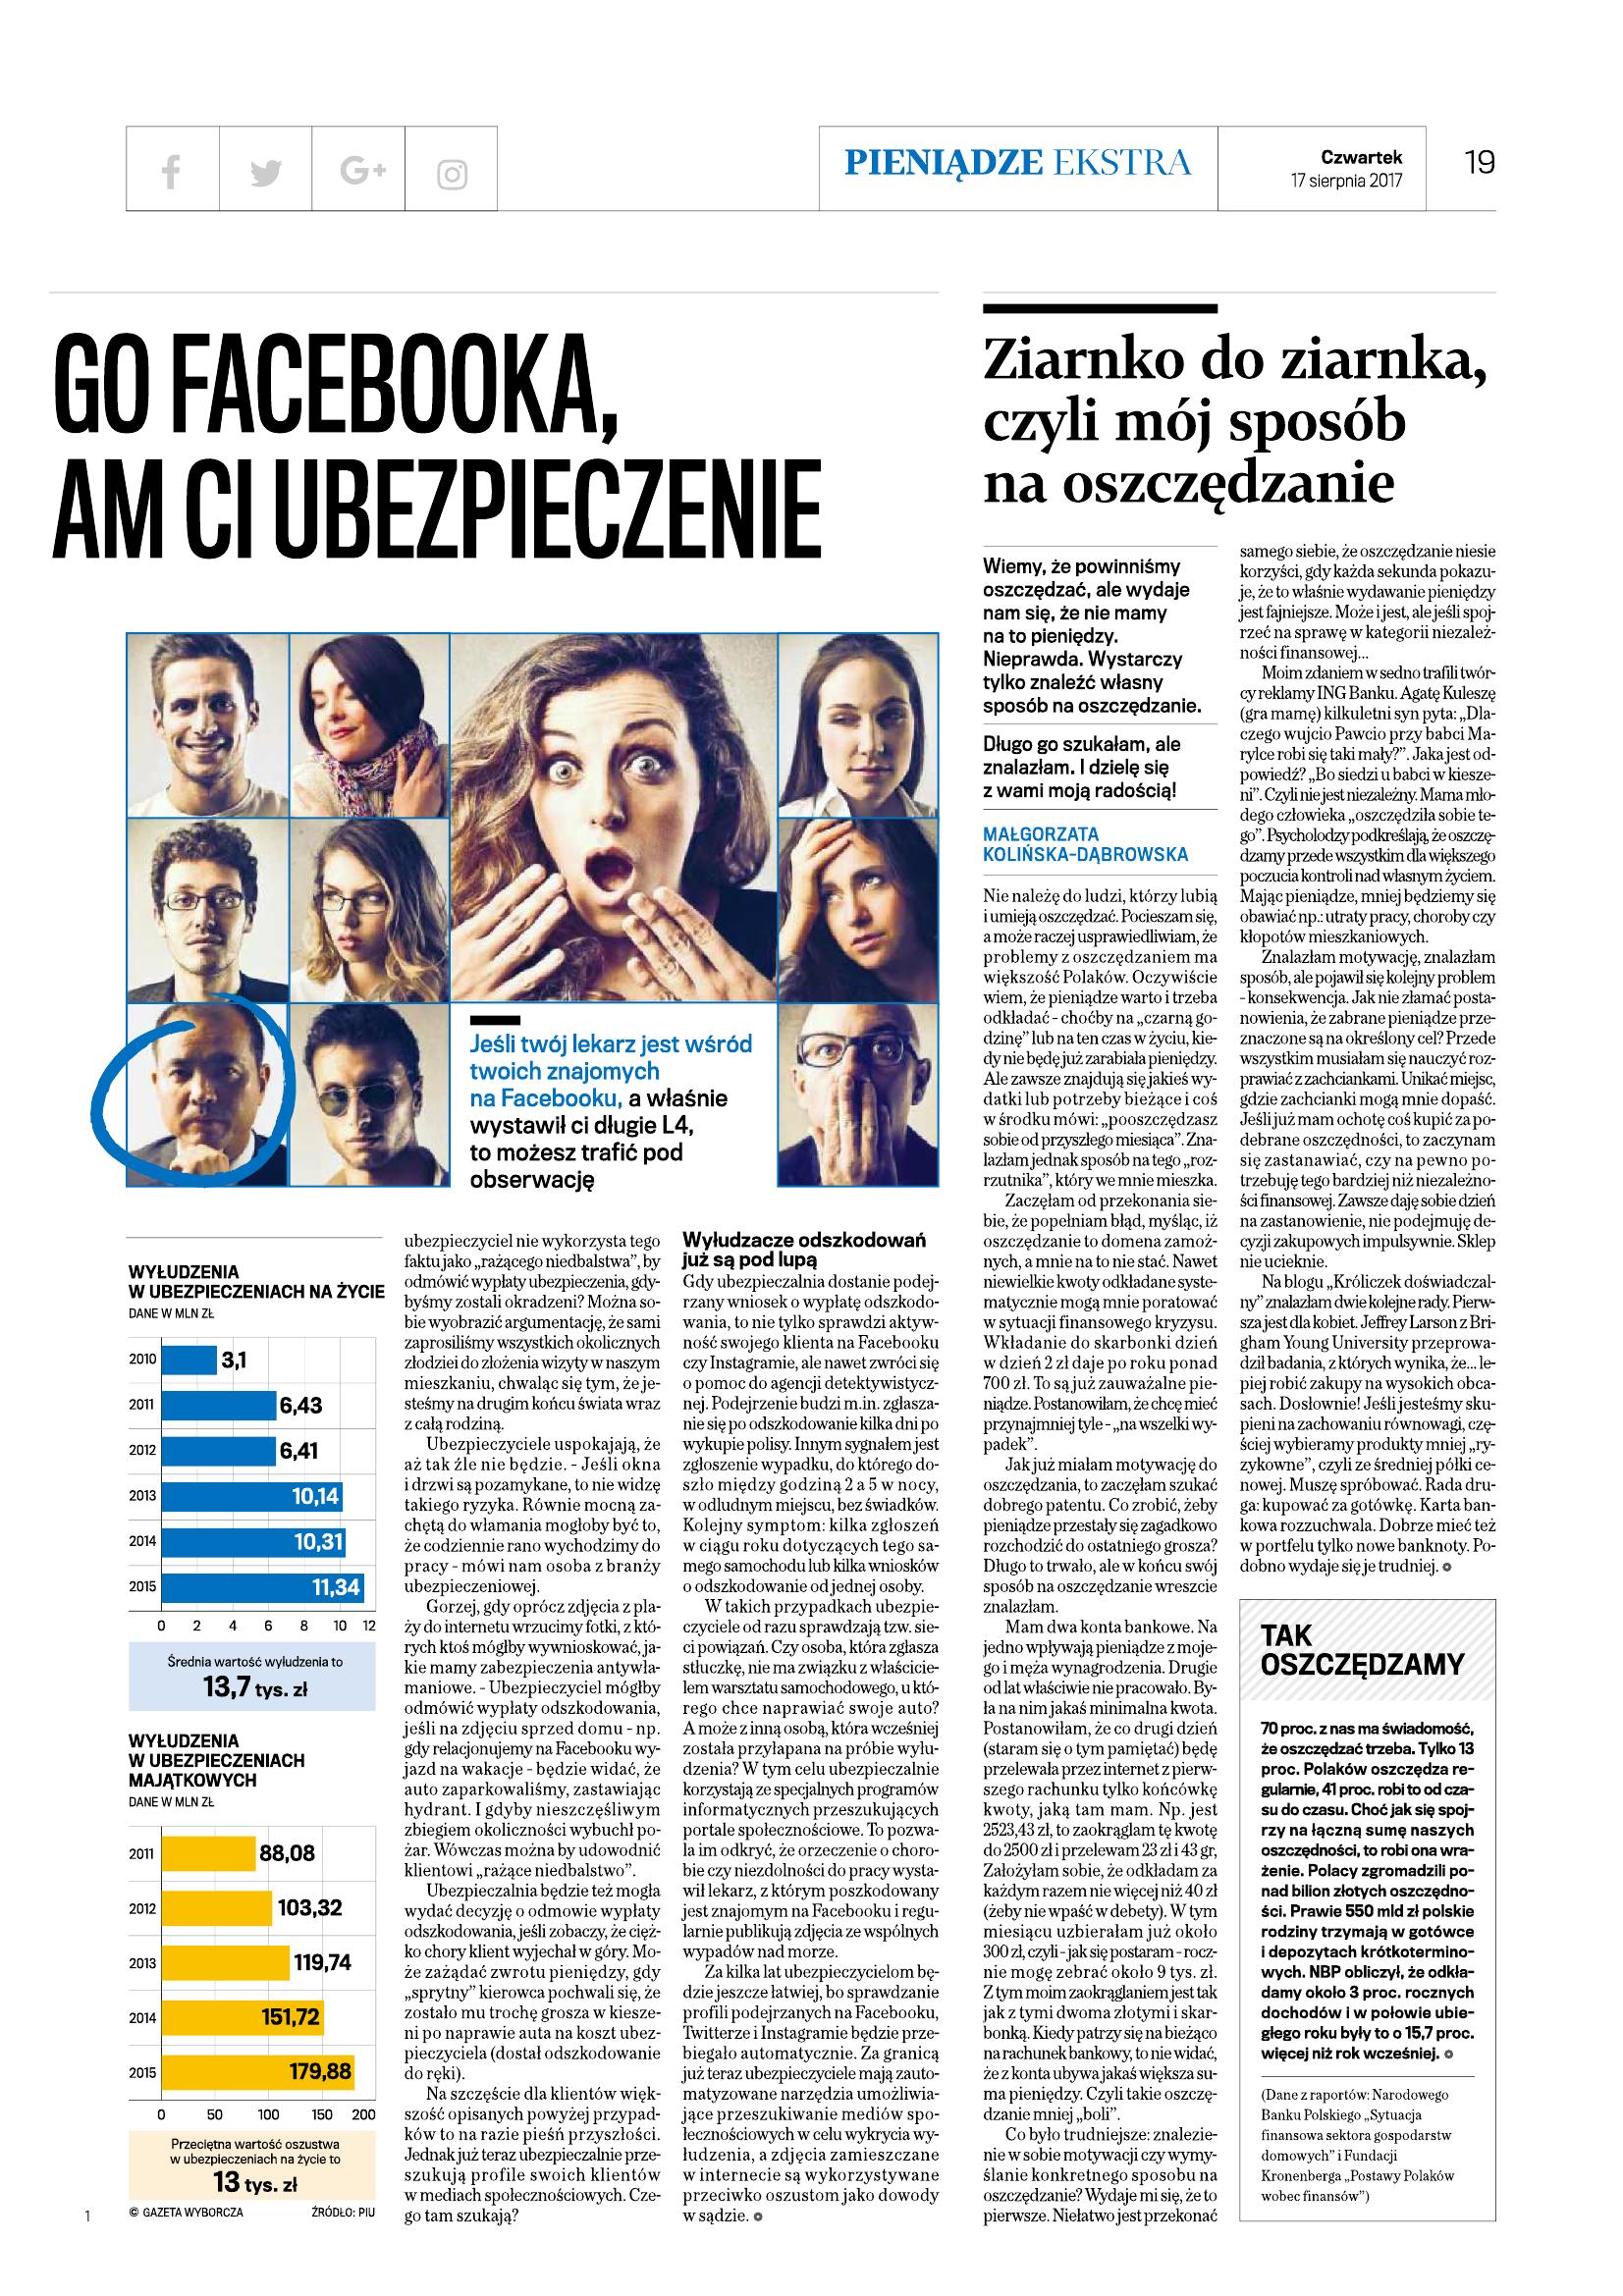 PIENIĄDZE EKSTRA
Czwartek
17 sierpnia 2017
19
GO FACEBOOKA,
AM CI UBEZPIECZENIE
Jeśli twój lekarz jest wśród
twoich znajomych
na Facebooku, a właśnie
wystawił ci długie L4,
to możesz trafić pod
obserwację
WYŁUDZENIA
W UBEZPIECZENIACH NA ŻYCIE
DANE W MLN ZŁ
2010 3,1
2011 6,43
2012 6,41
2013 10,14
2014 10,31
2015 11,34
0 2 4 6 8 10 12
Średnia wartość wyłudzenia to
13,7 tys. zł
WYŁUDZENIA
W UBEZPIECZENIACH
MAJĄTKOWYCH
DANE W MLN ZŁ
2011 88,08
2012 103,32
2013 119,74
2014 151,72
2015 179,88
0 50 100 150 200
Przeciętna wartość oszustwa
w ubezpieczeniach na życie to
13 tys. zł
© GAZETA WYBORCZA ŹRÓDŁO: PIU
1
ubezpieczyciel nie wykorzysta tego
faktu jako „rażącego niedbalstwa”, by
odmówić wypłaty ubezpieczenia, gdy-
byśmy zostali okradzeni? Można so-
bie wyobrazić argumentację, że sami
zaprosiliśmy wszystkich okolicznych
złodziei do złożenia wizyty w naszym
mieszkaniu, chwaląc się tym, że je-
steśmy na drugim końcu świata wraz
z całą rodziną.
Ubezpieczyciele uspokajają, że
aż tak źle nie będzie. - Jeśli okna
i drzwi są pozamykane, to nie widzę
takiego ryzyka. Równie mocną za-
chętą do włamania mogłoby być to,
że codziennie rano wychodzimy do
pracy - mówi nam osoba z branży
ubezpieczeniowej.
Gorzej, gdy oprócz zdjęcia z pla-
ży do internetu wrzucimy fotki, z któ-
rych ktoś mógłby wywnioskować, ja-
kie mamy zabezpieczenia antywła-
maniowe. - Ubezpieczyciel mógłby
odmówić wypłaty odszkodowania,
jeśli na zdjęciu sprzed domu - np.
gdy relacjonujemy na Facebooku wy-
jazd na wakacje - będzie widać, że
auto zaparkowaliśmy, zastawiając
hydrant. I gdyby nieszczęśliwym
zbiegiem okoliczności wybuchł po-
żar. Wówczas można by udowodnić
klientowi „rażące niedbalstwo”.
Ubezpieczalnia będzie też mogła
wydać decyzję o odmowie wypłaty
odszkodowania, jeśli zobaczy, że cięż-
ko chory klient wyjechał w góry. Mo-
że zażądać zwrotu pieniędzy, gdy
„sprytny” kierowca pochwali się, że
zostało mu trochę grosza w kiesze-
ni po naprawie auta na koszt ubez-
pieczyciela (dostał odszkodowanie
do ręki).
Na szczęście dla klientów więk-
szość opisanych powyżej przypad-
ków to na razie pieśń przyszłości.
Jednak już teraz ubezpieczalnie prze-
szukują profile swoich klientów
w mediach społecznościowych. Cze-
go tam szukają?
Wyłudzacze odszkodowań
już są pod lupą
Gdy ubezpieczalnia dostanie podej-
rzany wniosek o wypłatę odszkodo-
wania, to nie tylko sprawdzi aktyw-
ność swojego klienta na Facebooku
czy Instagramie, ale nawet zwróci się
o pomoc do agencji detektywistycz-
nej. Podejrzenie budzi m.in. zgłasza-
nie się po odszkodowanie kilka dni po
wykupie polisy. Innym sygnałem jest
zgłoszenie wypadku, do którego do-
szło między godziną 2 a 5 w nocy,
w odludnym miejscu, bez świadków.
Kolejny symptom: kilka zgłoszeń
w ciągu roku dotyczących tego sa-
mego samochodu lub kilka wniosków
o odszkodowanie od jednej osoby.
W takich przypadkach ubezpie-
czyciele od razu sprawdzają tzw. sie-
ci powiązań. Czy osoba, która zgłasza
stłuczkę, nie ma związku z właścicie-
lem warsztatu samochodowego, u któ-
rego chce naprawiać swoje auto?
A może z inną osobą, która wcześniej
została przyłapana na próbie wyłu-
dzenia? W tym celu ubezpieczalnie
korzystają ze specjalnych programów
informatycznych przeszukujących
portale społecznościowe. To pozwa-
la im odkryć, że orzeczenie o choro-
bie czy niezdolności do pracy wysta-
wił lekarz, z którym poszkodowany
jest znajomym na Facebooku i regu-
larnie publikują zdjęcia ze wspólnych
wypadów nad morze.
Za kilka lat ubezpieczycielom bę-
dzie jeszcze łatwiej, bo sprawdzanie
profili podejrzanych na Facebooku,
Twitterze i Instagramie będzie prze-
biegało automatycznie. Za granicą
już teraz ubezpieczyciele mają zauto-
matyzowane narzędzia umożliwia-
jące przeszukiwanie mediów spo-
łecznościowych w celu wykrycia wy-
łudzenia, a zdjęcia zamieszczane
w internecie są wykorzystywane
przeciwko oszustom jako dowody
w sądzie.
Ziarnko do ziarnka,
czyli mój sposób
na oszczędzanie
Wiemy, że powinniśmy
oszczędzać, ale wydaje
nam się, że nie mamy
na to pieniędzy.
Nieprawda. Wystarczy
tylko znaleźć własny
sposób na oszczędzanie.
Długo go szukałam, ale
znalazłam. I dzielę się
z wami moją radością!
MAŁGORZATA
KOLIŃSKA-DĄBROWSKA
Nie należę do ludzi, którzy lubią
i umieją oszczędzać. Pocieszam się,
a może raczej usprawiedliwiam, że
problemy z oszczędzaniem ma
większość Polaków. Oczywiście
wiem, że pieniądze warto i trzeba
odkładać - choćby na „czarną go-
dzinę” lub na ten czas w życiu, kie-
dy nie będę już zarabiała pieniędzy.
Ale zawsze znajdują się jakieś wy-
datki lub potrzeby bieżące i coś
w środku mówi: „pooszczędzasz
sobie od przyszłego miesiąca”. Zna-
lazłam jednak sposób na tego „roz-
rzutnika”, który we mnie mieszka.
Zaczęłam od przekonania sie-
bie, że popełniam błąd, myśląc, iż
oszczędzanie to domena zamoż-
nych, a mnie na to nie stać. Nawet
niewielkie kwoty odkładane syste-
matycznie mogą mnie poratować
w sytuacji finansowego kryzysu.
Wkładanie do skarbonki dzień
w dzień 2 zł daje po roku ponad
700 zł. To są już zauważalne pie-
niądze. Postanowiłam, że chcę mieć
przynajmniej tyle - „na wszelki wy-
padek”.
Jak już miałam motywację do
oszczędzania, to zaczęłam szukać
dobrego patentu. Co zrobić, żeby
pieniądze przestały się zagadkowo
rozchodzić do ostatniego grosza?
Długo to trwało, ale w końcu swój
sposób na oszczędzanie wreszcie
znalazłam.
Mam dwa konta bankowe. Na
jedno wpływają pieniądze z moje-
go i męża wynagrodzenia. Drugie
od lat właściwie nie pracowało. By-
ła na nim jakaś minimalna kwota.
Postanowiłam, że co drugi dzień
(staram się o tym pamiętać) będę
przelewała przez internet z pierw-
szego rachunku tylko końcówkę
kwoty, jaką tam mam. Np. jest
2523,43 zł, to zaokrąglam tę kwotę
do 2500 zł i przelewam 23 zł i 43 gr,
Założyłam sobie, że odkładam za
każdym razem nie więcej niż 40 zł
(żeby nie wpaść w debety). W tym
miesiącu uzbierałam już około
300 zł, czyli - jak się postaram - rocz-
nie mogę zebrać około 9 tys. zł.
Z tym moim zaokrąglaniem jest tak
jak z tymi dwoma złotymi i skar-
bonką. Kiedy patrzy się na bieżąco
na rachunek bankowy, to nie widać,
że z konta ubywa jakaś większa su-
ma pieniędzy. Czyli takie oszczę-
dzanie mniej „boli”.
Co było trudniejsze: znalezie-
nie w sobie motywacji czy wymy-
ślanie konkretnego sposobu na
oszczędzanie? Wydaje mi się, że to
pierwsze. Niełatwo jest przekonać
samego siebie, że oszczędzanie niesie
korzyści, gdy każda sekunda pokazu-
je, że to właśnie wydawanie pieniędzy
jest fajniejsze. Może i jest, ale jeśli spoj-
rzeć na sprawę w kategorii niezależ-
ności finansowej...
Moim zdaniem w sedno trafili twór-
cy reklamy ING Banku. Agatę Kuleszę
(gra mamę) kilkuletni syn pyta: „Dla-
czego wujcio Pawcio przy babci Ma-
rylce robi się taki mały?”. Jaka jest od-
powiedź? „Bo siedzi u babci w kiesze-
ni”. Czyli nie jest niezależny. Mama mło-
dego człowieka „oszczędziła sobie te-
go”. Psycholodzy podkreślają, że oszczę-
dzamy przede wszystkim dla większego
poczucia kontroli nad własnym życiem.
Mając pieniądze, mniej będziemy się
obawiać np.: utraty pracy, choroby czy
kłopotów mieszkaniowych.
Znalazłam motywację, znalazłam
sposób, ale pojawił się kolejny problem
- konsekwencja. Jak nie złamać posta-
nowienia, że zabrane pieniądze prze-
znaczone są na określony cel? Przede
wszystkim musiałam się nauczyć roz-
prawiać z zachciankami. Unikać miejsc,
gdzie zachcianki mogą mnie dopaść.
Jeśli już mam ochotę coś kupić za po-
debrane oszczędności, to zaczynam
się zastanawiać, czy na pewno po-
trzebuję tego bardziej niż niezależno-
ści finansowej. Zawsze daję sobie dzień
na zastanowienie, nie podejmuję de-
cyzji zakupowych impulsywnie. Sklep
nie ucieknie.
Na blogu „Króliczek doświadczal-
ny” znalazłam dwie kolejne rady. Pierw-
sza jest dla kobiet. Jeffrey Larson z Bri-
gham Young University przeprowa-
dził badania, z których wynika, że... le-
piej robić zakupy na wysokich obca-
sach. Dosłownie! Jeśli jesteśmy sku-
pieni na zachowaniu równowagi, czę-
ściej wybieramy produkty mniej „ry-
zykowne”, czyli ze średniej półki ce-
nowej. Muszę spróbować. Rada dru-
ga: kupować za gotówkę. Karta ban-
kowa rozzuchwala. Dobrze mieć też
w portfelu tylko nowe banknoty. Po-
dobno wydaje się je trudniej.
TAK
OSZCZĘDZAMY
70 proc. z nas ma świadomość,
że oszczędzać trzeba. Tylko 13
proc. Polaków oszczędza re-
gularnie, 41 proc. robi to od cza-
su do czasu. Choć jak się spoj-
rzy na łączną sumę naszych
oszczędności, to robi ona wra-
żenie. Polacy zgromadzili po-
nad bilion złotych oszczędno-
ści. Prawie 550 mld zł polskie
rodziny trzymają w gotówce
i depozytach krótkotermino-
wych. NBP obliczył, że odkła-
damy około 3 proc. rocznych
dochodów i w połowie ubie-
głego roku były to o 15,7 proc.
więcej niż rok wcześniej.
(Dane z raportów: Narodowego
Banku Polskiego „Sytuacja
finansowa sektora gospodarstw
domowych” i Fundacji
Kronenberga „Postawy Polaków
wobec finansów”)